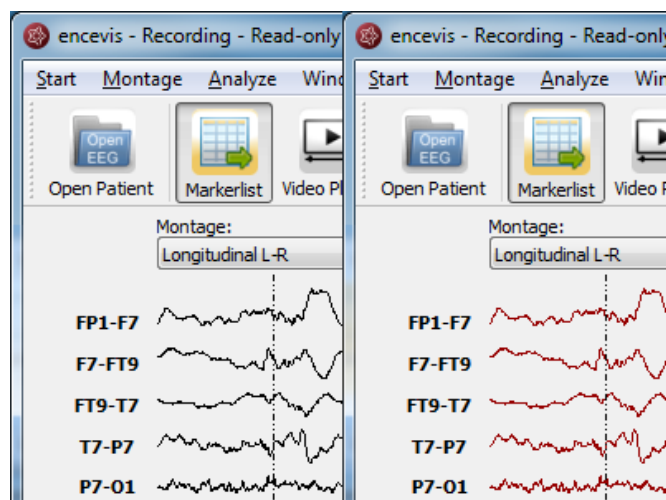 encevis - Recording - Read-only
Start Montage Analyze
Open EEG
Open Patient Markerlist Video
Montage:
Longitudinal L-R
FP1-F7
F7-FT9
FT9-T7
T7-P7
P7-O1
encevis - Recording - Read-only
Start Montage Analyze
Open EEG
Open Patient Markerlist Video
Montage:
Longitudinal L-R
FP1-F7
F7-FT9
FT9-T7
T7-P7
P7-O1